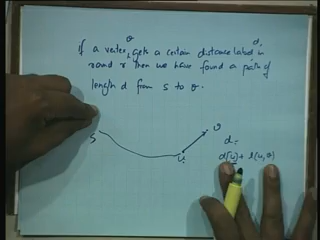 v d,
If a vertex, gets a certain distance label in
round r then we have found a path of
length d from s to v.
v
s d =
u d[u] + l(u,v)